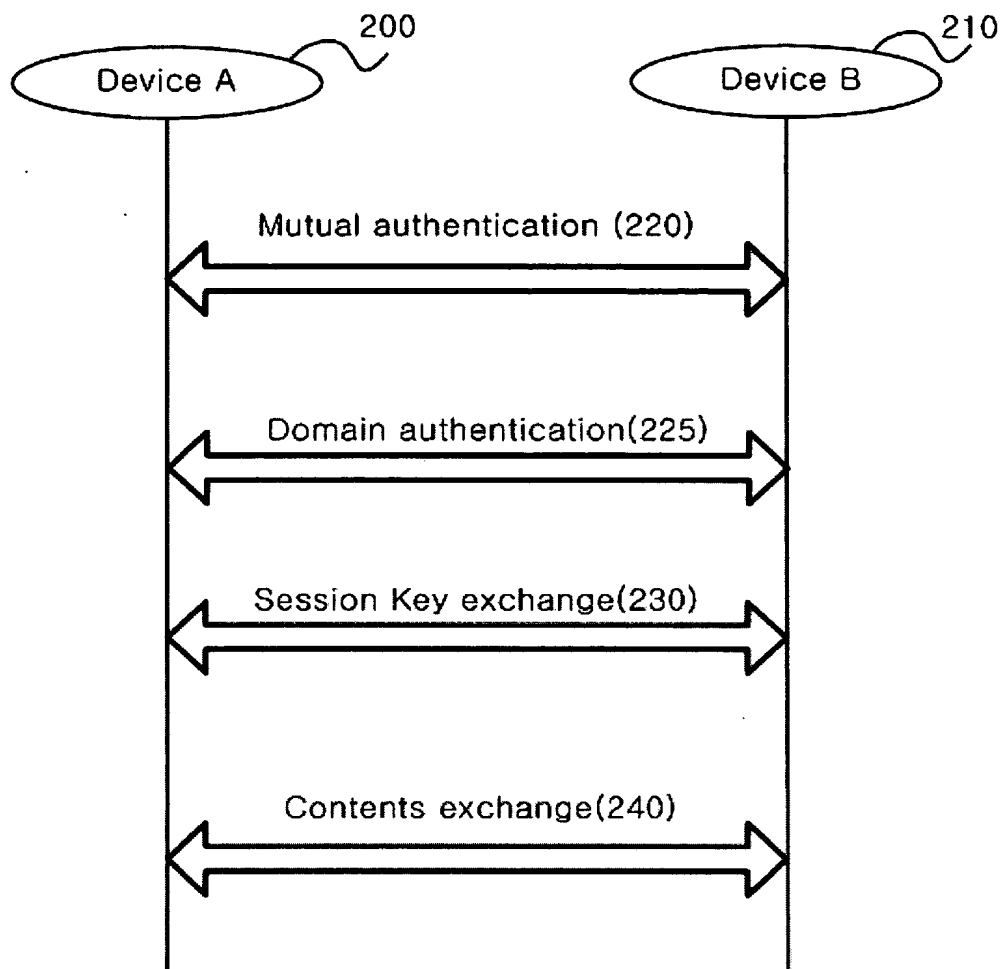 200
210
Device A
Device B
Mutual authentication (220)
Domain authentication(225)
Session Key exchange(230)
Contents exchange(240)